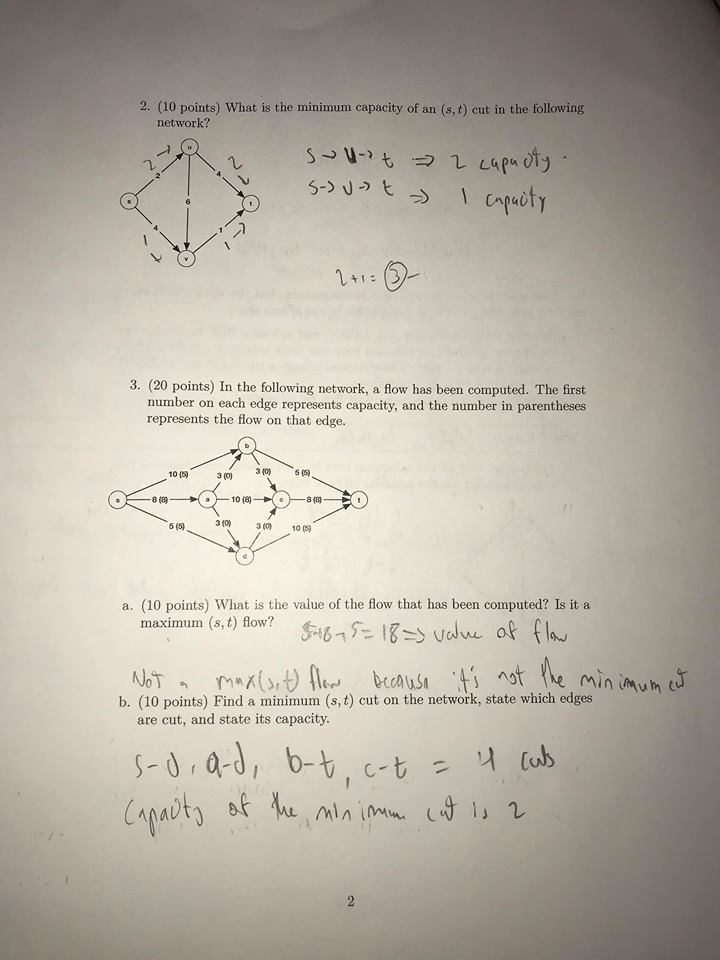 2. (10 points) What is the minimum capacity of an (s, t) cut in the following
network?
u
2
2
s → u → t ⇒ 2 capacity
2
4
s → v → t ⇒ 1 capacity
s
6
t
4
1
1
1
v
2+1 = 3
3. (20 points) In the following network, a flow has been computed. The first
number on each edge represents capacity, and the number in parentheses
represents the flow on that edge.
b
10 (5)
3 (0)
3 (0)
5 (5)
s
8 (8)
a
10 (8)
c
8 (8)
t
5 (5)
3 (0)
3 (0)
10 (5)
d
a. (10 points) What is the value of the flow that has been computed? Is it a
maximum (s, t) flow?
5+8+5 = 18 ⇒ value of flow
Not a max(s,t) flow because it's not the minimum cut
b. (10 points) Find a minimum (s, t) cut on the network, state which edges
are cut, and state its capacity.
s-d, a-d, b-t, c-t = 4 cuts
Capacity of the minimum cut is 2
2